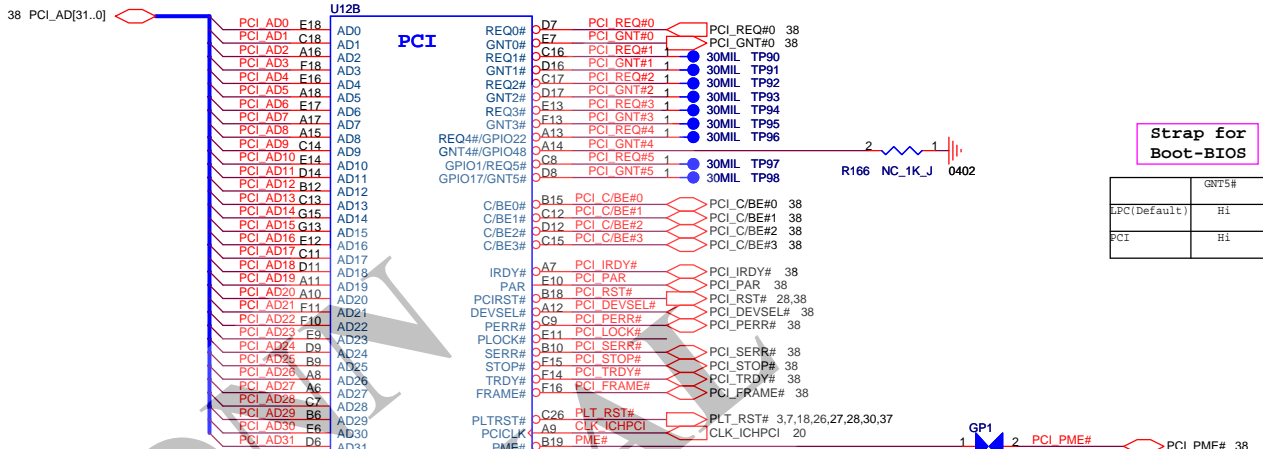 U12B
38 PCI_AD[31..0]
PCI
PCI_AD0 E18 AD0 REQ0# D7 PCI_REQ#0 PCI_REQ#0 38
PCI_AD1 C18 AD1 GNT0# E7 PCI_GNT#0 PCI_GNT#0 38
PCI_AD2 A16 AD2 REQ1# C16 PCI_REQ#1 1 30MIL TP90
PCI_AD3 F18 AD3 GNT1# D16 PCI_GNT#1 1 30MIL TP91
PCI_AD4 E16 AD4 REQ2# C17 PCI_REQ#2 1 30MIL TP92
PCI_AD5 A18 AD5 GNT2# D17 PCI_GNT#2 1 30MIL TP93
PCI_AD6 E17 AD6 REQ3# E13 PCI_REQ#3 1 30MIL TP94
PCI_AD7 A17 AD7 GNT3# F13 PCI_GNT#3 1 30MIL TP95
PCI_AD8 A15 AD8 REQ4#/GPIO22 A13 PCI_REQ#4 1 30MIL TP96
PCI_AD9 C14 AD9 GNT4#/GPIO48 A14 PCI_GNT#4 2 1
R166 NC_1K_J 0402
PCI_AD10 E14 AD10 GPIO1/REQ5# C8 PCI_REQ#5 1 30MIL TP97
PCI_AD11 D14 AD11 GPIO17/GNT5# D8 PCI_GNT#5 1 30MIL TP98
PCI_AD12 B12 AD12
PCI_AD13 C13 AD13 C/BE0# B15 PCI_C/BE#0 PCI_C/BE#0 38
PCI_AD14 G15 AD14 C/BE1# C12 PCI_C/BE#1 PCI_C/BE#1 38
PCI_AD15 G13 AD15 C/BE2# D12 PCI_C/BE#2 PCI_C/BE#2 38
PCI_AD16 E12 AD16 C/BE3# C15 PCI_C/BE#3 PCI_C/BE#3 38
PCI_AD17 C11 AD17
PCI_AD18 D11 AD18 IRDY# A7 PCI_IRDY# PCI_IRDY# 38
PCI_AD19 A11 AD19 PAR E10 PCI_PAR PCI_PAR 38
PCI_AD20 A10 AD20 PCIRST# B18 PCI_RST# PCI_RST# 28,38
PCI_AD21 F11 AD21 DEVSEL# A12 PCI_DEVSEL# PCI_DEVSEL# 38
PCI_AD22 F10 AD22 PERR# C9 PCI_PERR# PCI_PERR# 38
PCI_AD23 E9 AD23 PLOCK# E11 PCI_LOCK#
PCI_AD24 D9 AD24 SERR# B10 PCI_SERR# PCI_SERR# 38
PCI_AD25 B9 AD25 STOP# F15 PCI_STOP# PCI_STOP# 38
PCI_AD26 A8 AD26 TRDY# F14 PCI_TRDY# PCI_TRDY# 38
PCI_AD27 A6 AD27 FRAME# F16 PCI_FRAME# PCI_FRAME# 38
PCI_AD28 C7 AD28
PCI_AD29 B6 AD29 PLTRST# C26 PLT_RST# PLT_RST# 3,7,18,26,27,28,30,37
PCI_AD30 E6 AD30 PCICLK A9 CLK_ICHPCI CLK_ICHPCI 20
PCI_AD31 D6 AD31 PME# B19 PME# 1 GP1 2 PCI_PME# PCI_PME# 38
Strap for
Boot-BIOS
GNT5#
LPC(Default) Hi
PCI Hi